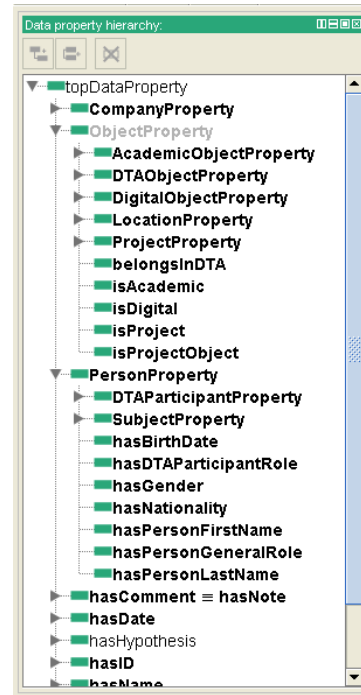 Data property hierarchy:
topDataProperty
CompanyProperty
ObjectProperty
AcademicObjectProperty
DTAObjectProperty
DigitalObjectProperty
LocationProperty
ProjectProperty
belongsInDTA
isAcademic
isDigital
isProject
isProjectObject
PersonProperty
DTAParticipantProperty
SubjectProperty
hasBirthDate
hasDTAParticipantRole
hasGender
hasNationality
hasPersonFirstName
hasPersonGeneralRole
hasPersonLastName
hasComment ≡ hasNote
hasDate
hasHypothesis
hasID
hasName